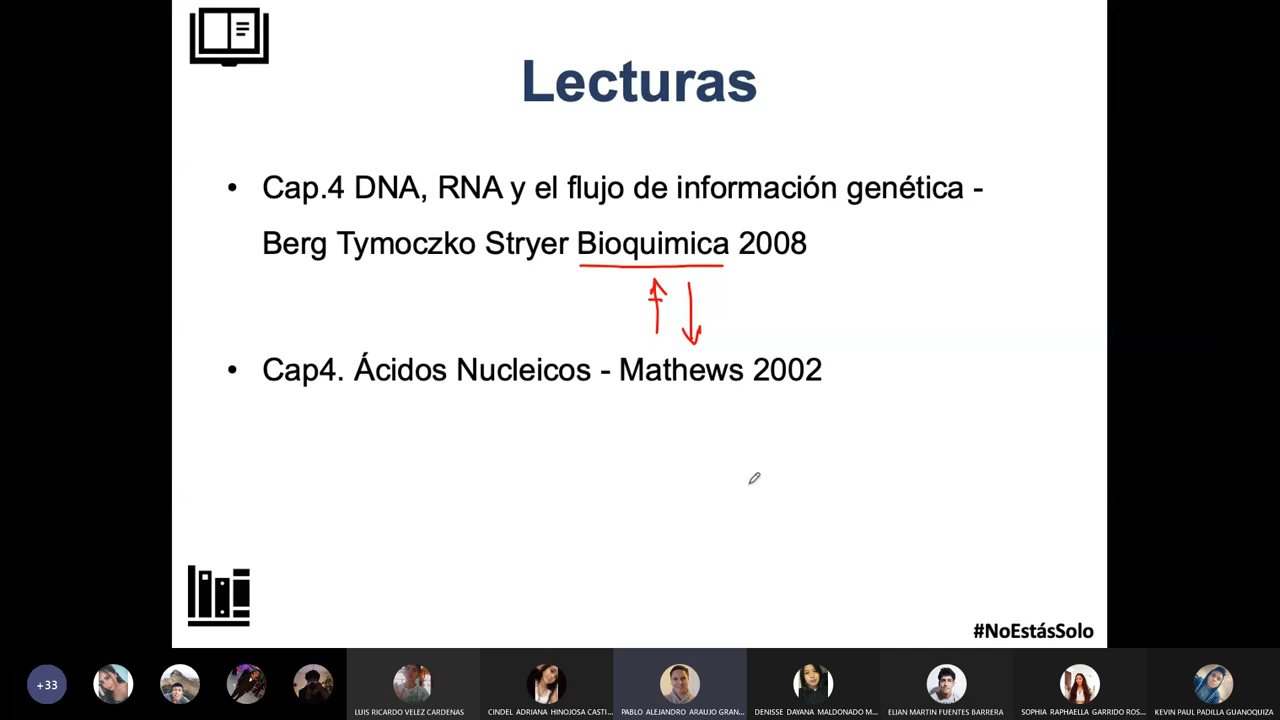 Lecturas
• Cap.4 DNA, RNA y el flujo de información genética -
Berg Tymoczko Stryer Bioquimica 2008
• Cap4. Ácidos Nucleicos - Mathews 2002
#NoEstásSolo
+33
LUIS RICARDO VELEZ CARDENAS
CINDEL ADRIANA HINOJOSA CASTI...
PABLO ALEJANDRO ARAUJO GRAN...
DENISSE DAYANA MALDONADO M...
ELIAN MARTIN FUENTES BARRERA
SOPHIA RAPHAELLA GARRIDO ROS...
KEVIN PAUL PADILLA GUANOQUIZA